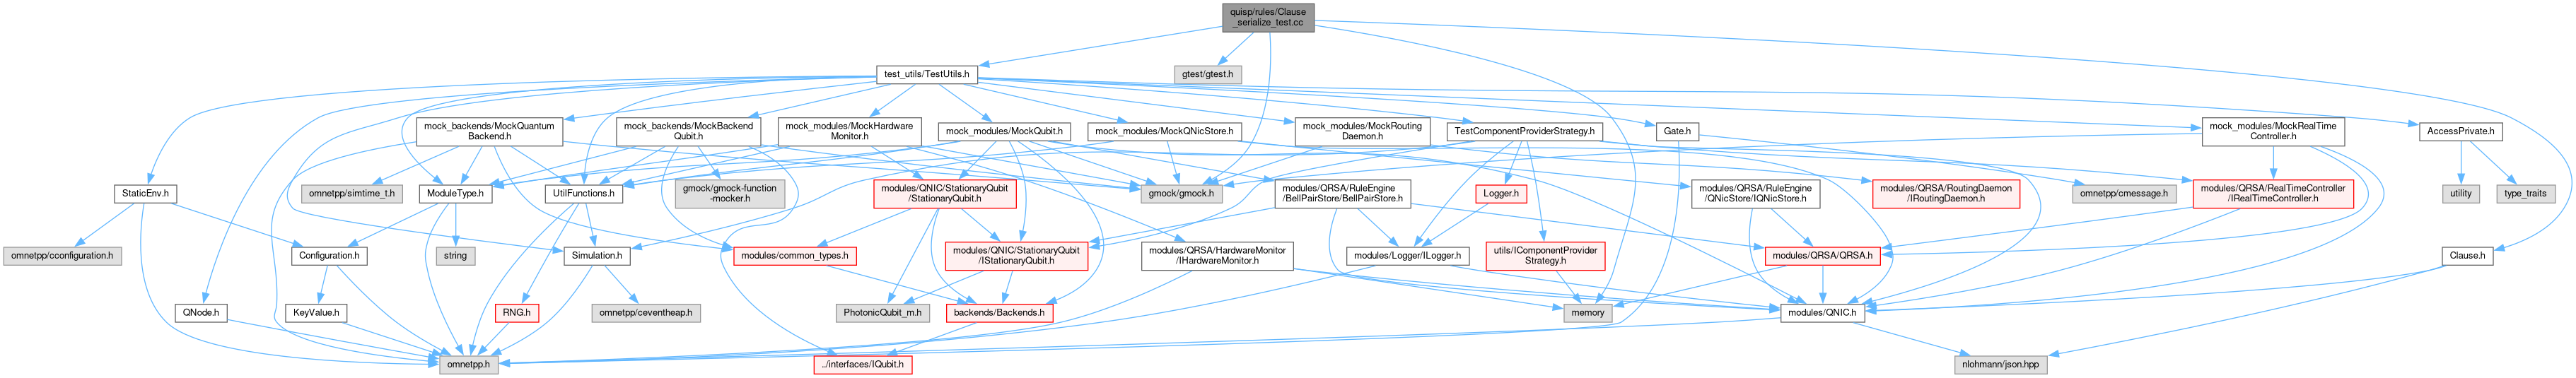 quisp/rules/Clause
_serialize_test.cc
test_utils/TestUtils.h
gtest/gtest.h
mock_backends/MockQuantum
Backend.h
mock_backends/MockBackend
Qubit.h
mock_modules/MockHardware
Monitor.h
mock_modules/MockQubit.h
mock_modules/MockQNicStore.h
mock_modules/MockRouting
Daemon.h
TestComponentProviderStrategy.h
Gate.h
mock_modules/MockRealTime
Controller.h
AccessPrivate.h
StaticEnv.h
omnetpp/simtime_t.h
ModuleType.h
UtilFunctions.h
gmock/gmock-function
-mocker.h
modules/QNIC/StationaryQubit
/StationaryQubit.h
gmock/gmock.h
modules/QRSA/RuleEngine
/BellPairStore/BellPairStore.h
Logger.h
modules/QRSA/RuleEngine
/QNicStore/IQNicStore.h
modules/QRSA/RoutingDaemon
/IRoutingDaemon.h
omnetpp/cmessage.h
modules/QRSA/RealTimeController
/IRealTimeController.h
utility
type_traits
omnetpp/cconfiguration.h
Configuration.h
string
Simulation.h
modules/common_types.h
modules/QNIC/StationaryQubit
/IStationaryQubit.h
modules/QRSA/HardwareMonitor
/IHardwareMonitor.h
modules/Logger/ILogger.h
utils/IComponentProvider
Strategy.h
modules/QRSA/QRSA.h
Clause.h
QNode.h
KeyValue.h
RNG.h
omnetpp/ceventheap.h
PhotonicQubit_m.h
backends/Backends.h
memory
modules/QNIC.h
omnetpp.h
../interfaces/IQubit.h
nlohmann/json.hpp